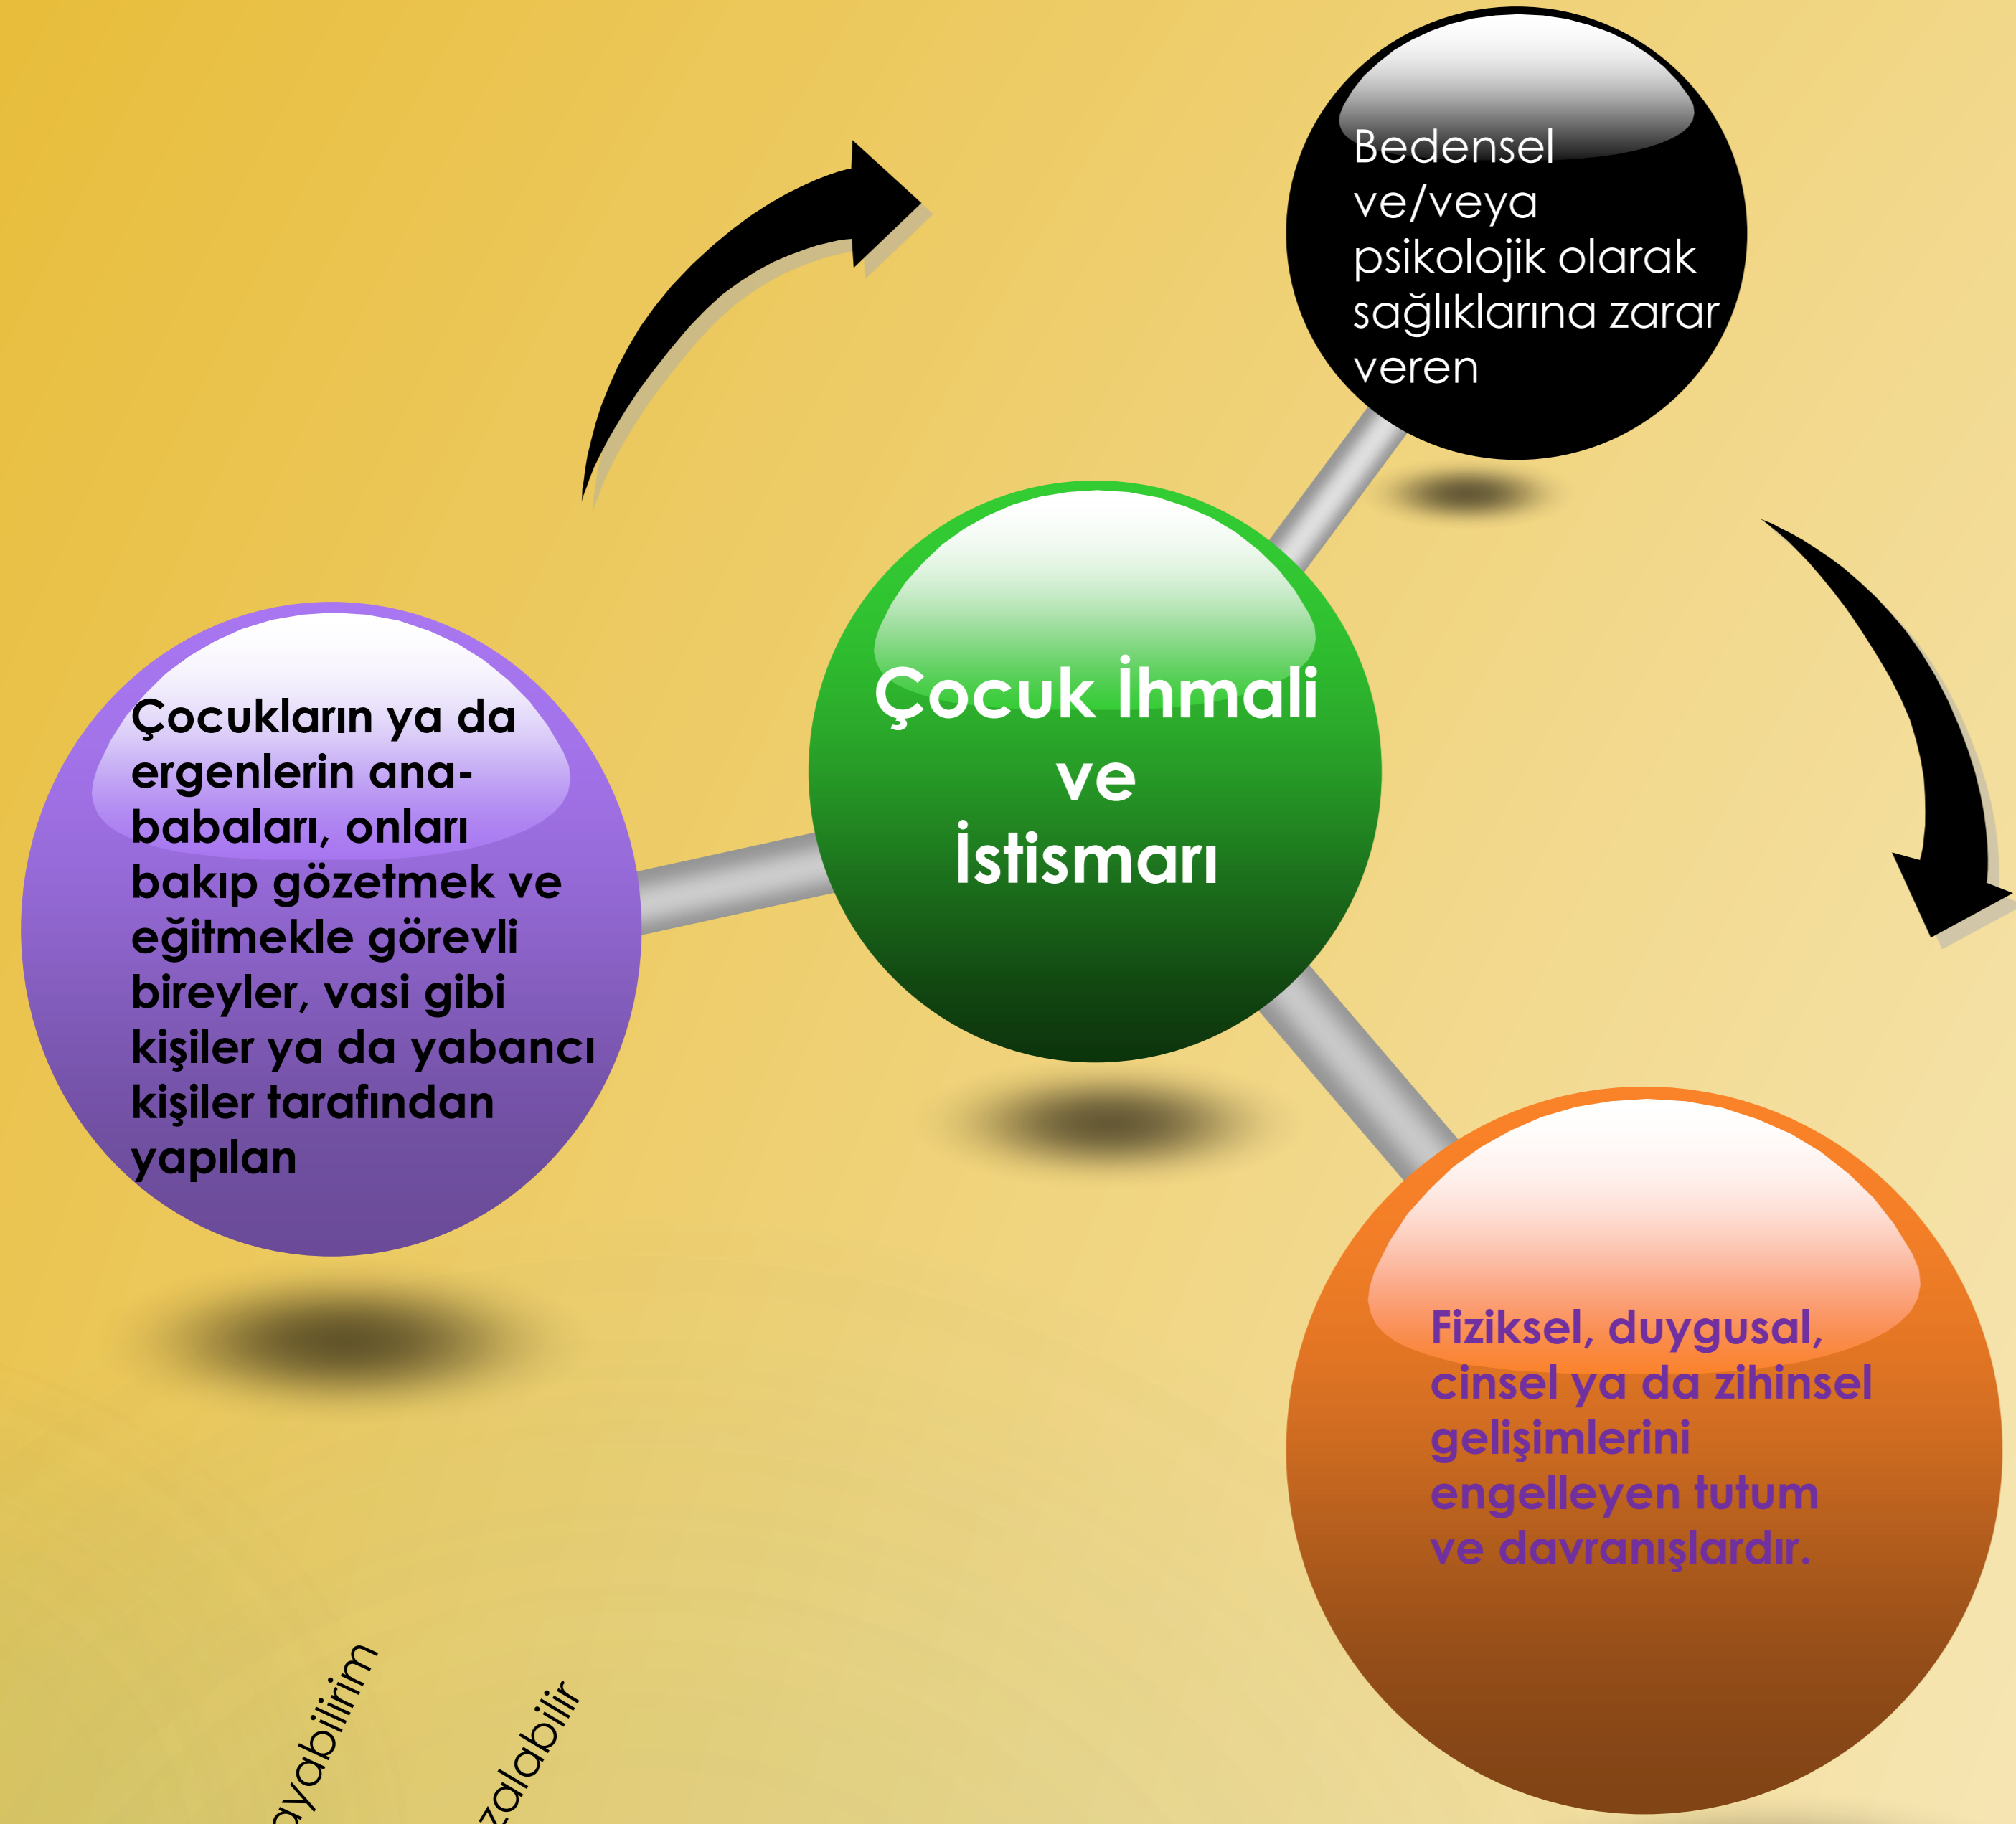 Çocukların ya da
ergenlerin ana-
babaları, onları
bakıp gözetmek ve
eğitmekle görevli
bireyler, vasi gibi
kişiler ya da yabancı
kişiler tarafından
yapılan
Bedensel
ve/veya
psikolojik olarak
sağlıklarına zarar
veren
Çocuk İhmali
ve
İstismarı
Fiziksel, duygusal,
cinsel ya da zihinsel
gelişimlerini
engelleyen tutum
ve davranışlardır.